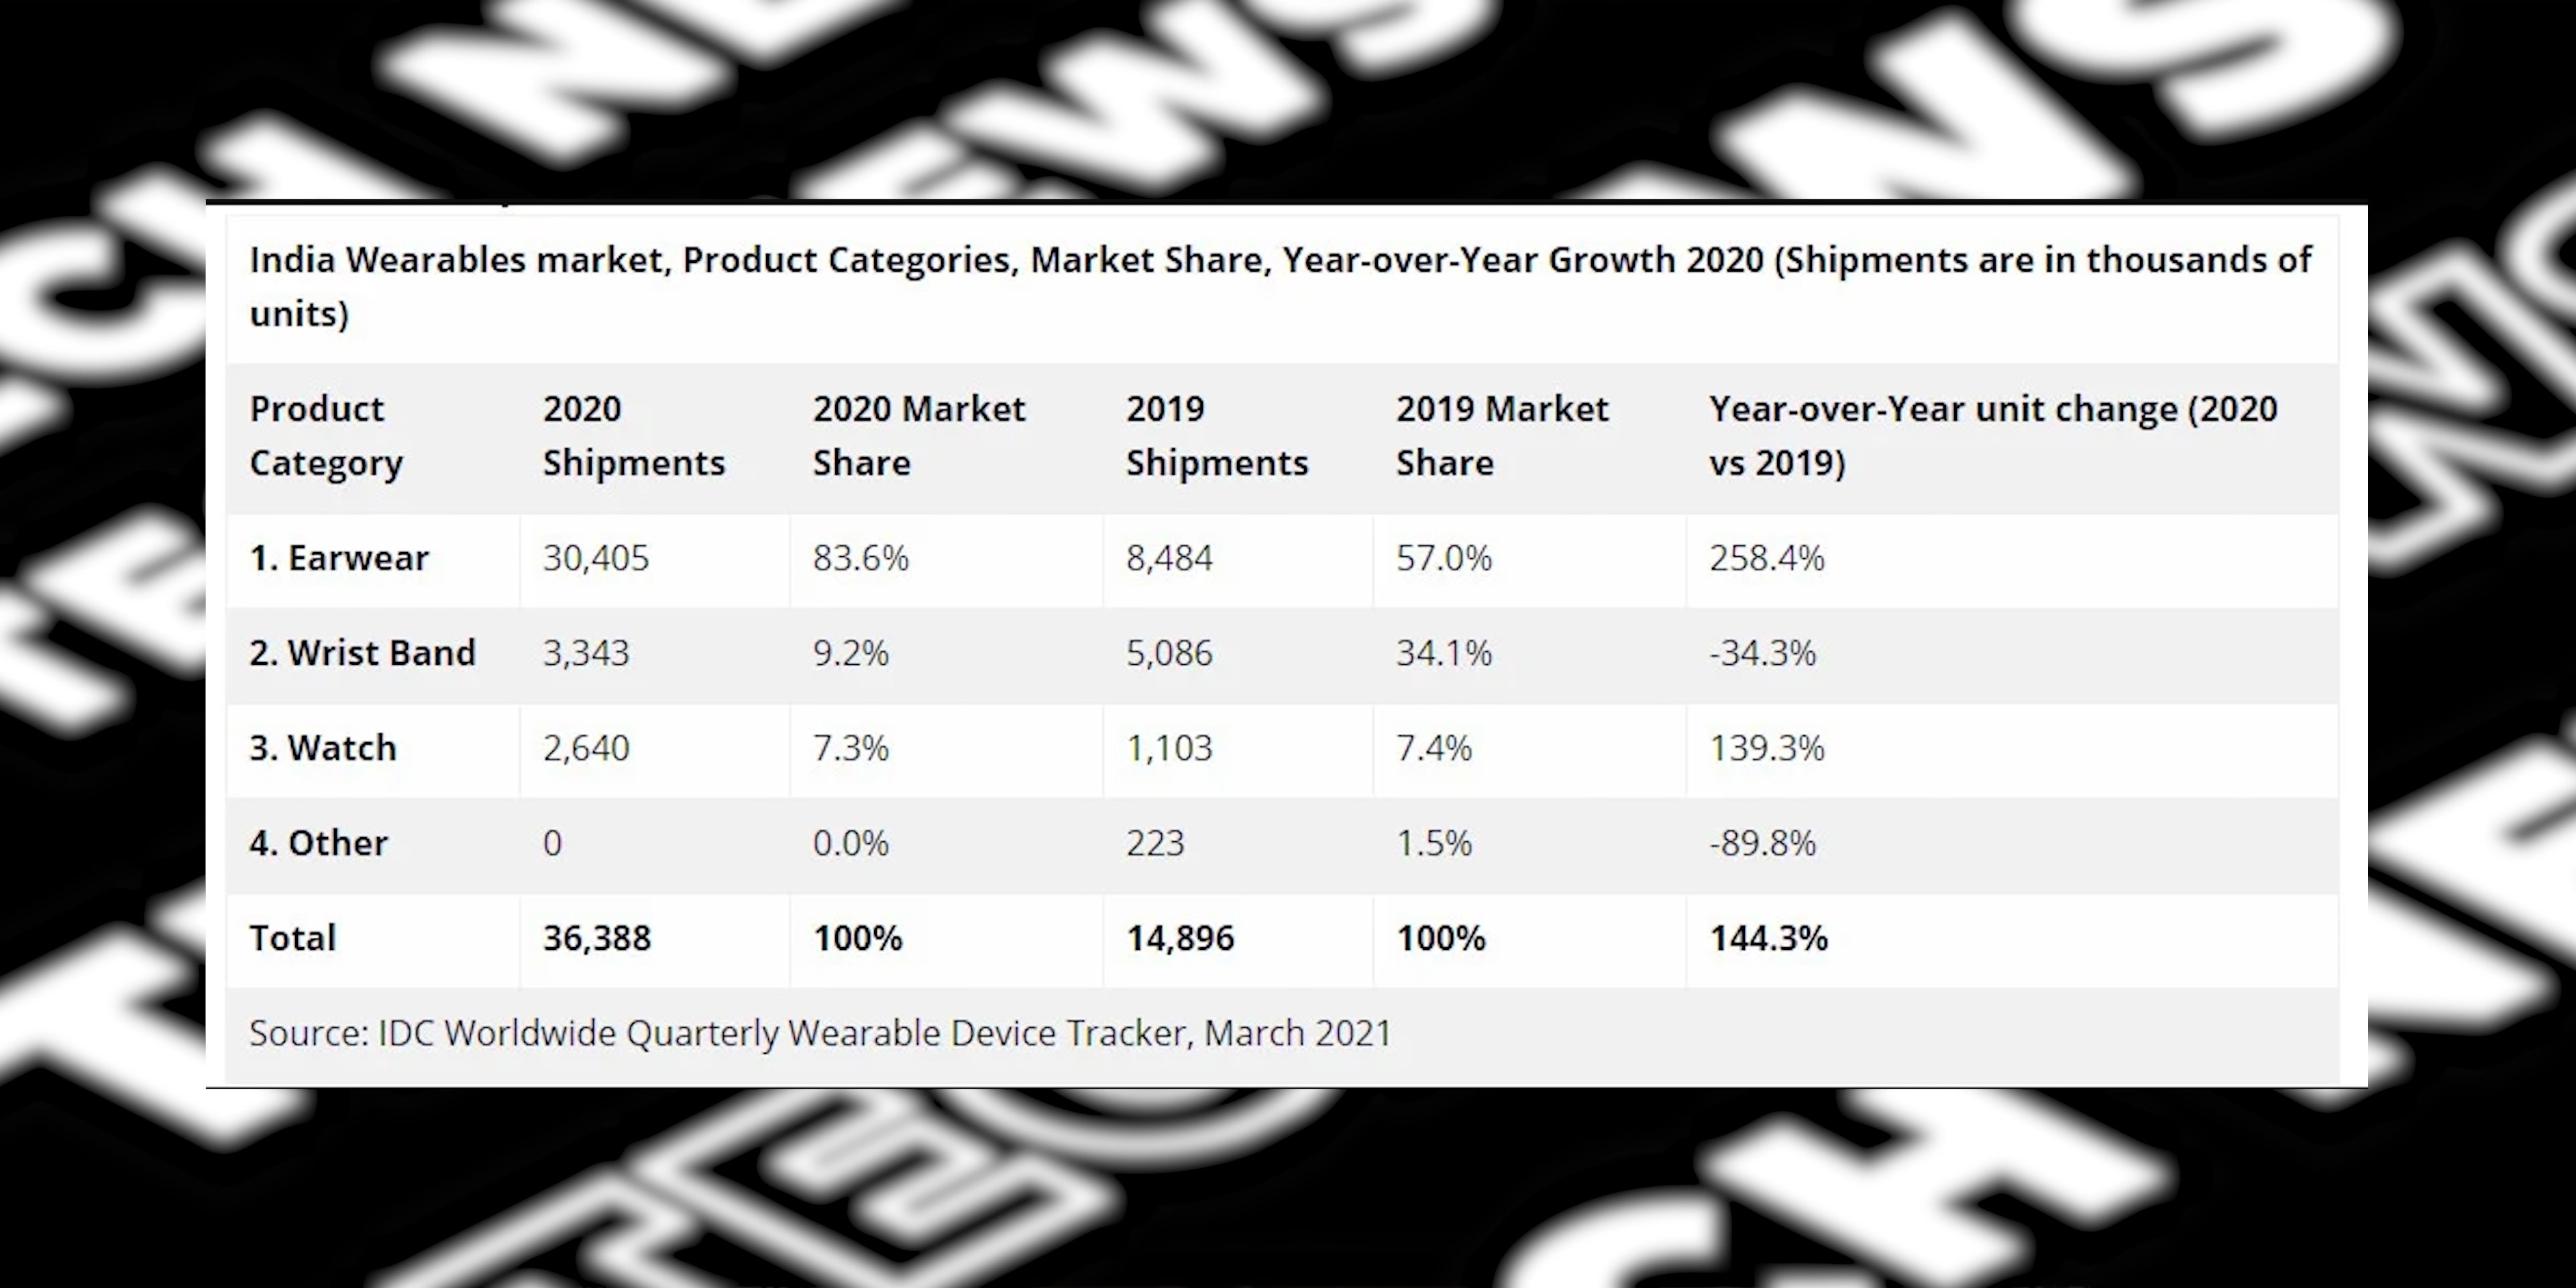 India Wearables market, Product Categories, Market Share, Year-over-Year Growth 2020 (Shipments are in thousands of
units)
Product Category 2020 Shipments 2020 Market Share 2019 Shipments 2019 Market Share Year-over-Year unit change (2020 vs 2019)
1. Earwear 30,405 83.6% 8,484 57.0% 258.4%
2. Wrist Band 3,343 9.2% 5,086 34.1% -34.3%
3. Watch 2,640 7.3% 1,103 7.4% 139.3%
4. Other 0 0.0% 223 1.5% -89.8%
Total 36,388 100% 14,896 100% 144.3%
Source: IDC Worldwide Quarterly Wearable Device Tracker, March 2021